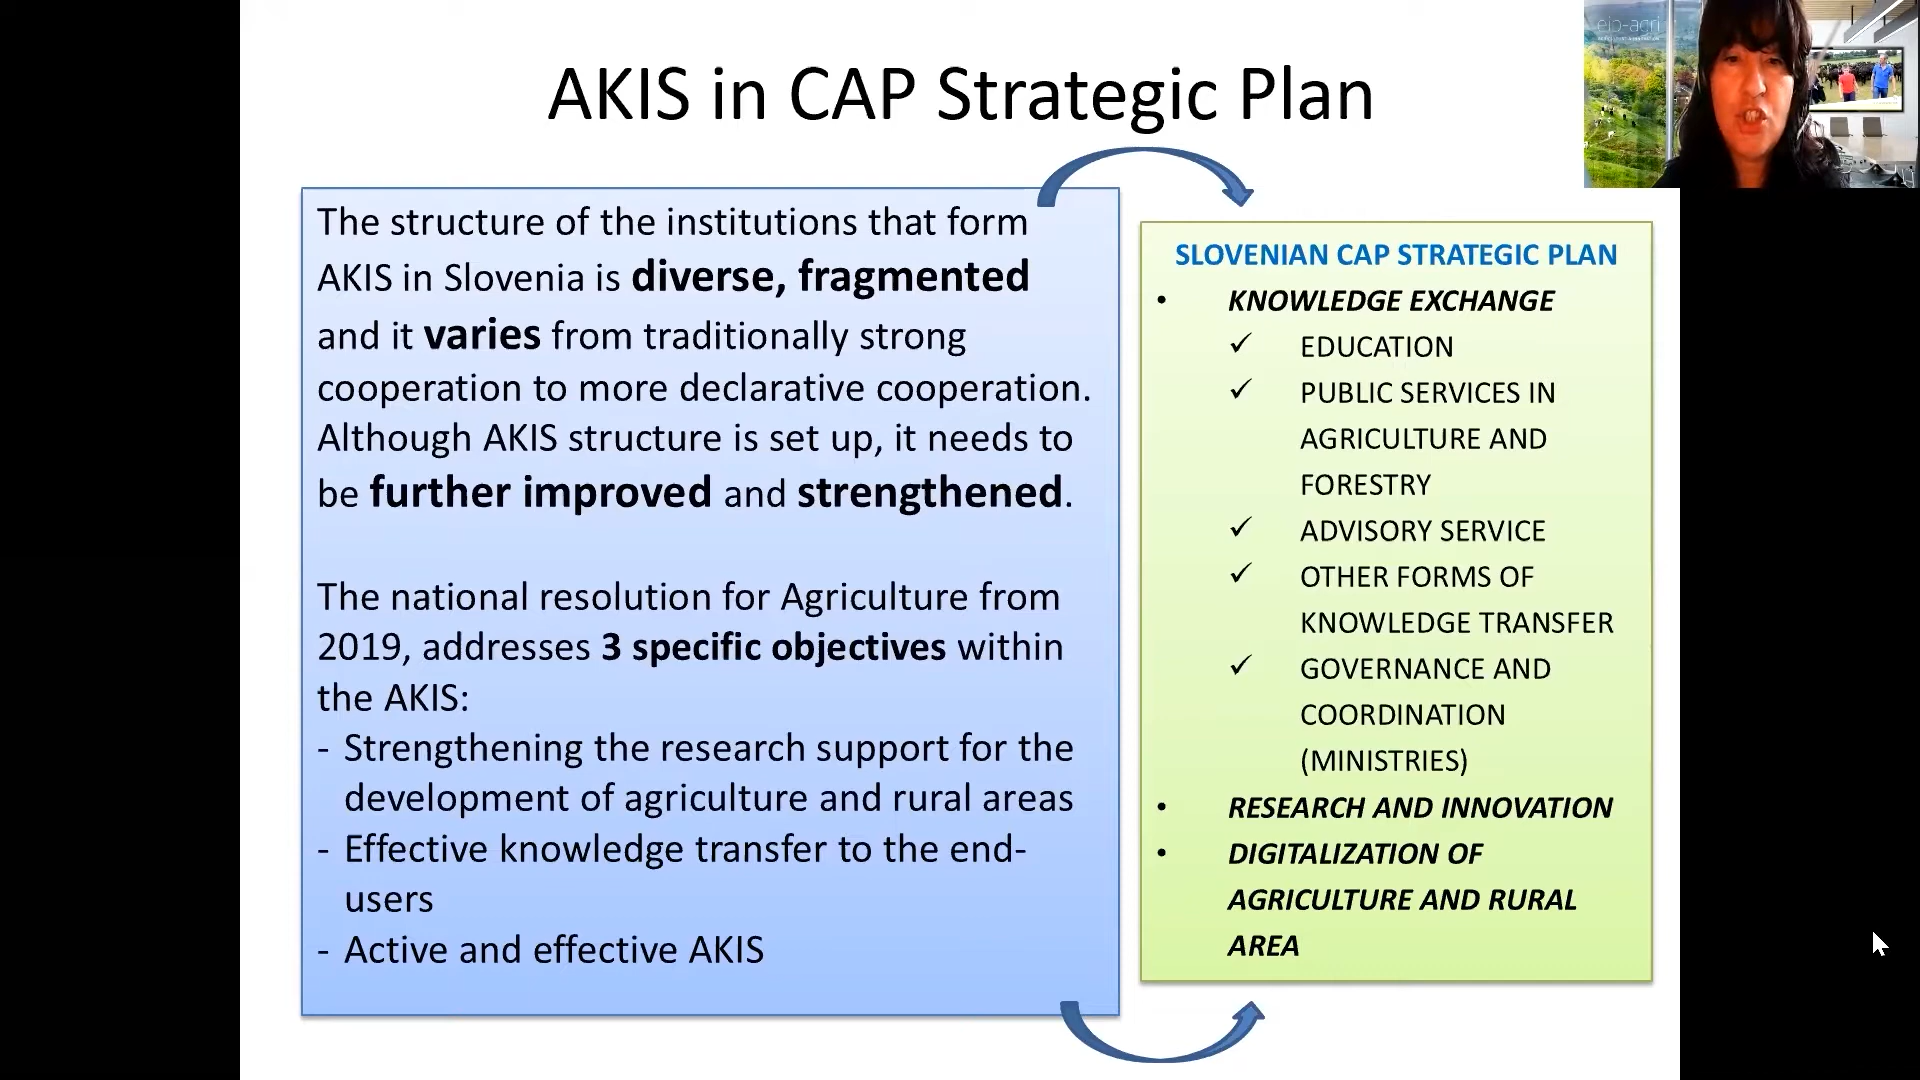 AKIS in CAP Strategic Plan
eip-agri
The structure of the institutions that form
AKIS in Slovenia is diverse, fragmented
and it varies from traditionally strong
cooperation to more declarative cooperation.
Although AKIS structure is set up, it needs to
be further improved and strengthened.
The national resolution for Agriculture from
2019, addresses 3 specific objectives within
the AKIS:
- Strengthening the research support for the
development of agriculture and rural areas
- Effective knowledge transfer to the end-
users
- Active and effective AKIS
SLOVENIAN CAP STRATEGIC PLAN
• KNOWLEDGE EXCHANGE
✓ EDUCATION
✓ PUBLIC SERVICES IN
AGRICULTURE AND
FORESTRY
✓ ADVISORY SERVICE
✓ OTHER FORMS OF
KNOWLEDGE TRANSFER
✓ GOVERNANCE AND
COORDINATION
(MINISTRIES)
• RESEARCH AND INNOVATION
• DIGITALIZATION OF
AGRICULTURE AND RURAL
AREA